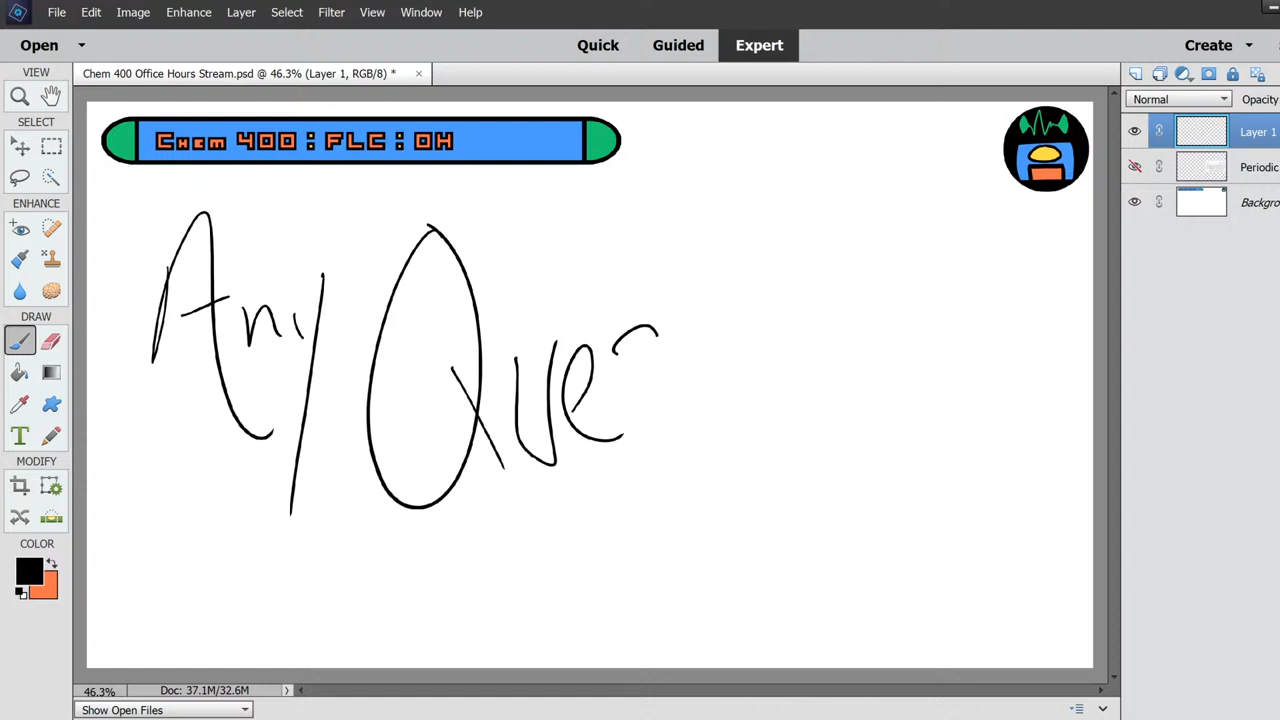 File Edit Image Enhance Layer Select Filter View Window Help
Open Quick Guided Expert Create
VIEW
Chem 400 Office Hours Stream.psd @ 46.3% (Layer 1, RGB/8) * ×
SELECT
ENHANCE
DRAW
T
MODIFY
COLOR
Chem 400 : FLC : OH
Any Ques
Normal Opacity
Layer 1
Periodic
Backgro
46.3% Doc: 37.1M/32.6M
Show Open Files